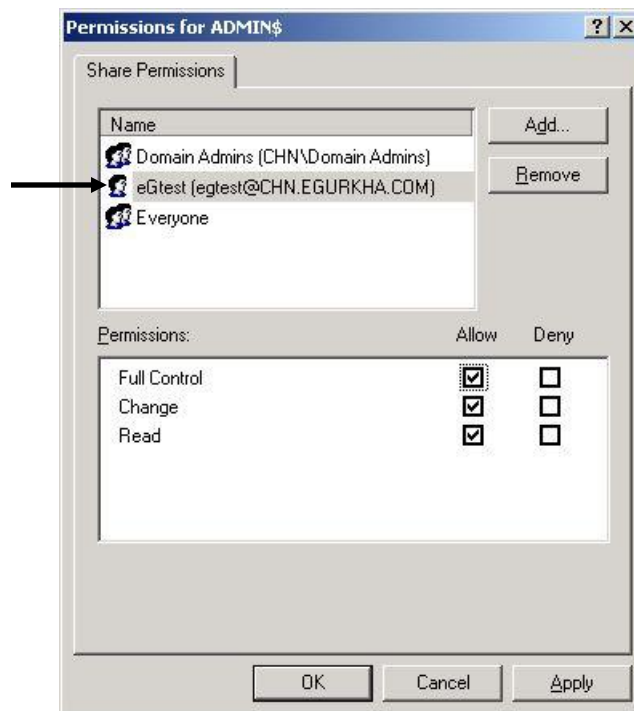 Permissions for ADMIN$
Share Permissions
Name
Add...
Domain Admins (CHN\Domain Admins)
eGtest (egtest@CHN.EGURKHA.COM)
Remove
Everyone
Permissions: Allow Deny
Full Control
Change
Read
OK Cancel Apply